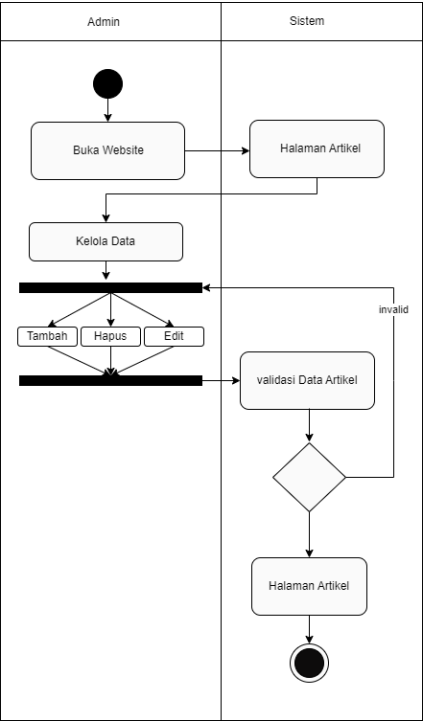 Admin
Sistem
Buka Website
Halaman Artikel
Kelola Data
invalid
Tambah
Hapus
Edit
validasi Data Artikel
Halaman Artikel